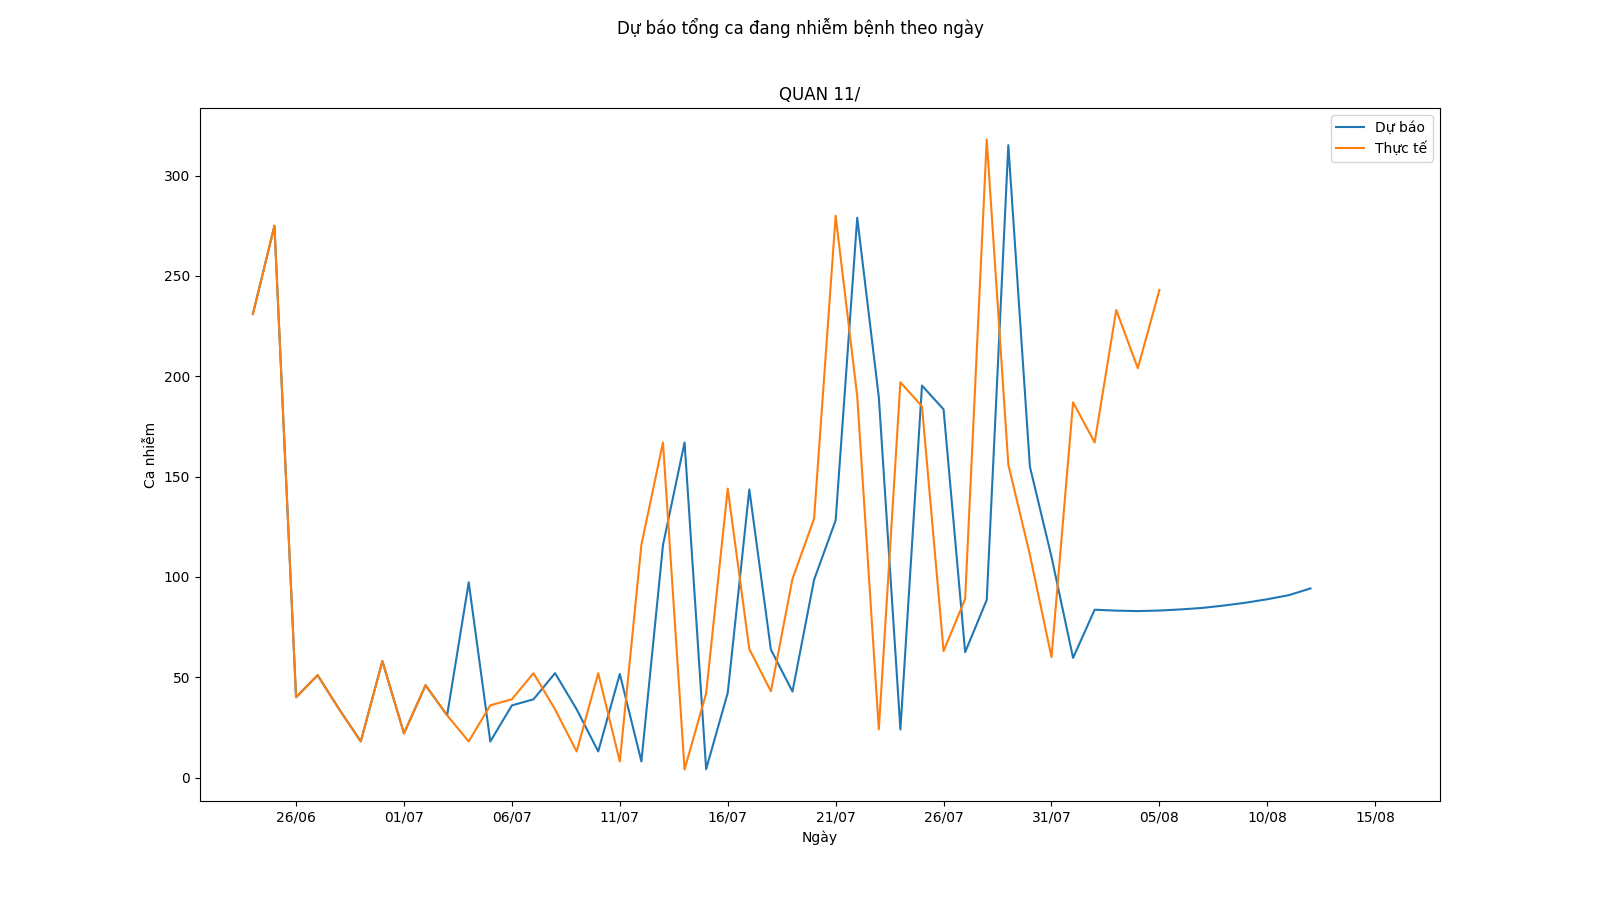 Dự báo tổng ca đang nhiễm bệnh theo ngày
QUAN 11/
Dự báo
Thực tế
Ca nhiễm
300
250
200
150
100
50
0
26/06 01/07 06/07 11/07 16/07 21/07 26/07 31/07 05/08 10/08 15/08
Ngày